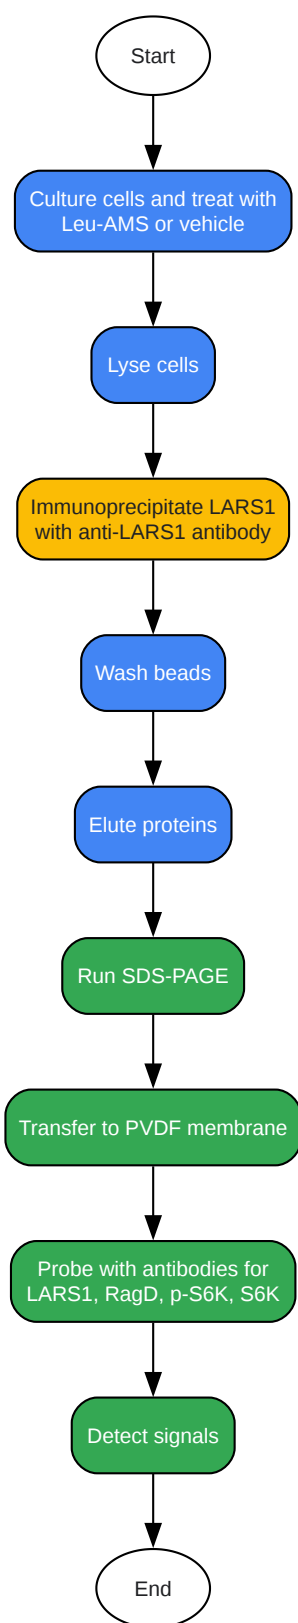 Start
Culture cells and treat with
Leu-AMS or vehicle
Lyse cells
Immunoprecipitate LARS1
with anti-LARS1 antibody
Wash beads
Elute proteins
Run SDS-PAGE
Transfer to PVDF membrane
Probe with antibodies for
LARS1, RagD, p-S6K, S6K
Detect signals
End